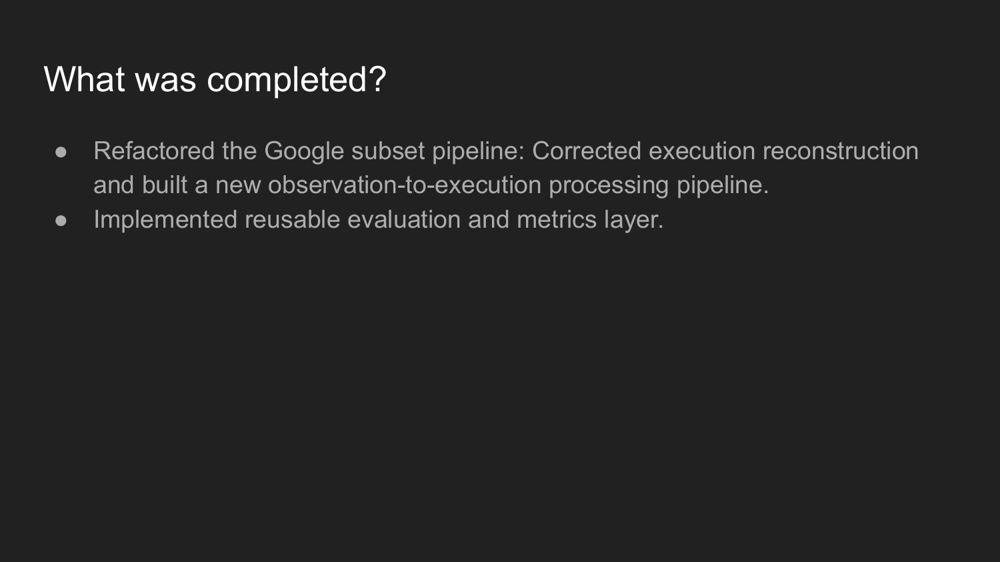 What was completed?
● Refactored the Google subset pipeline: Corrected execution reconstruction
and built a new observation-to-execution processing pipeline.
● Implemented reusable evaluation and metrics layer.